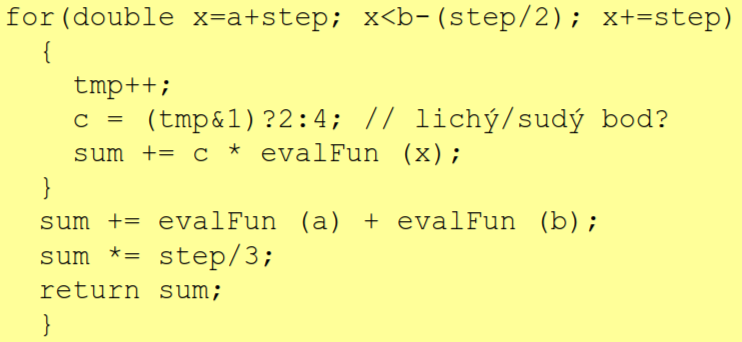 for(double x=a+step; x<b-(step/2); x+=step)
{
tmp++;
c = (tmp&1)?2:4; // lichý/sudý bod?
sum += c * evalFun (x);
}
sum += evalFun (a) + evalFun (b);
sum *= step/3;
return sum;
}